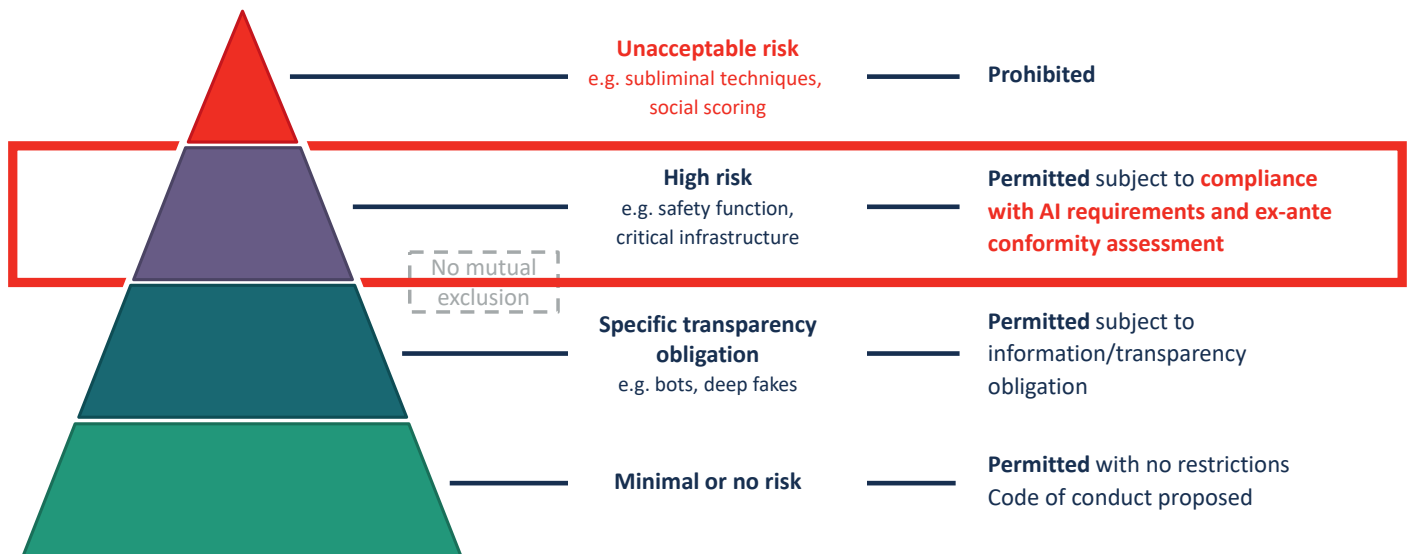 Unacceptable risk
e.g. subliminal techniques,
social scoring
Prohibited
High risk
e.g. safety function,
critical infrastructure
Permitted subject to compliance
with AI requirements and ex-ante
conformity assessment
No mutual
exclusion
Specific transparency
obligation
e.g. bots, deep fakes
Permitted subject to
information/transparency
obligation
Minimal or no risk
Permitted with no restrictions
Code of conduct proposed